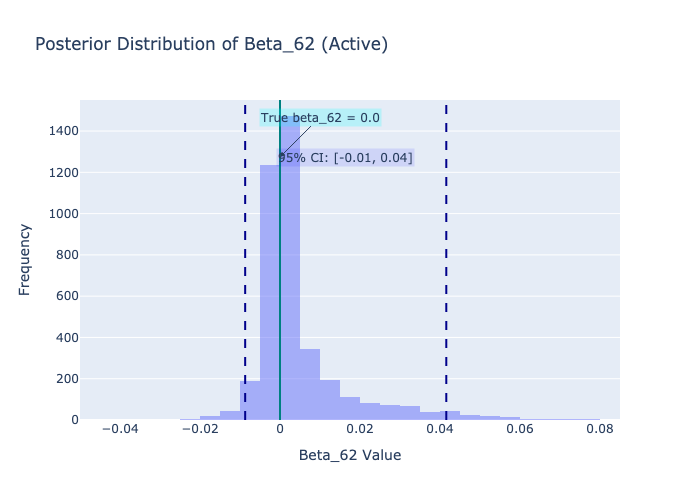 Posterior Distribution of Beta_62 (Active)
True beta_62 = 0.0
95% CI: [-0.01, 0.04]
Frequency
1400
1200
1000
800
600
400
200
0
−0.04 −0.02 0 0.02 0.04 0.06 0.08
Beta_62 Value